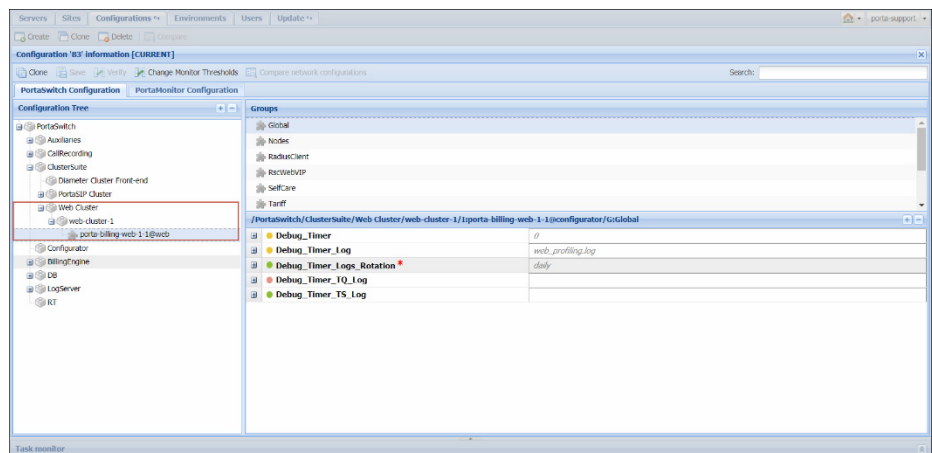 Servers Sites Configurations Environments Users Update porta-support
Create Clone Delete Compare
Configuration '83' information [CURRENT]
Clone Save Verify Change Monitor Thresholds Compare network configurations Search:
PortaSwitch Configuration PortaMonitor Configuration
Configuration Tree
PortaSwitch
Auxiliaries
CallRecording
ClusterSuite
Diameter Cluster Front-end
PortaSIP Cluster
Web Cluster
web-cluster-1
porta-billing-web-1-1@web
Configurator
BillingEngine
DB
LogServer
RT
Groups
Global
Nodes
RadiusClient
RscWebVIP
SelfCare
Tariff
/PortaSwitch/ClusterSuite/Web Cluster/web-cluster-1/I:porta-billing-web-1-1@configurator/G:Global
Debug_Timer 0
Debug_Timer_Log web_profiling.log
Debug_Timer_Logs_Rotation * daily
Debug_Timer_TQ_Log
Debug_Timer_TS_Log
Task monitor